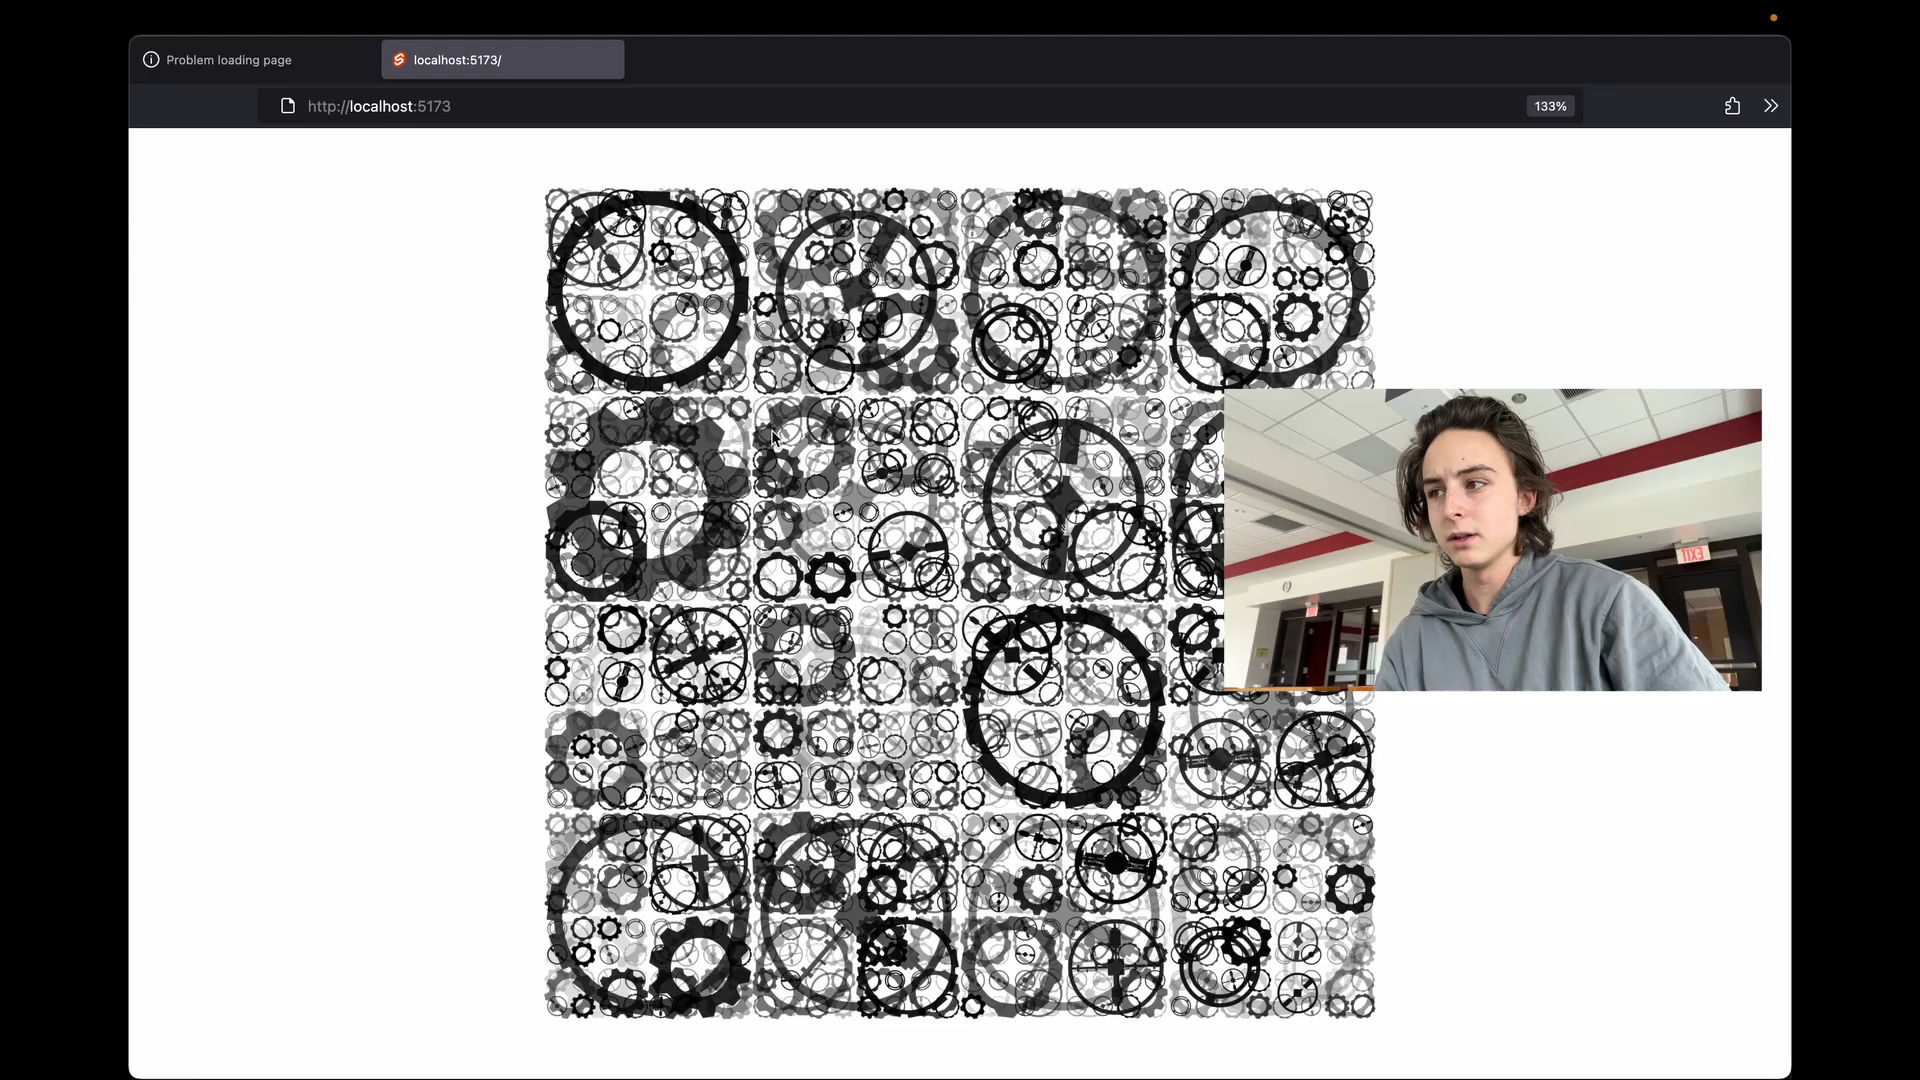 Problem loading page
localhost:5173/
http://localhost:5173
133%
EXIT